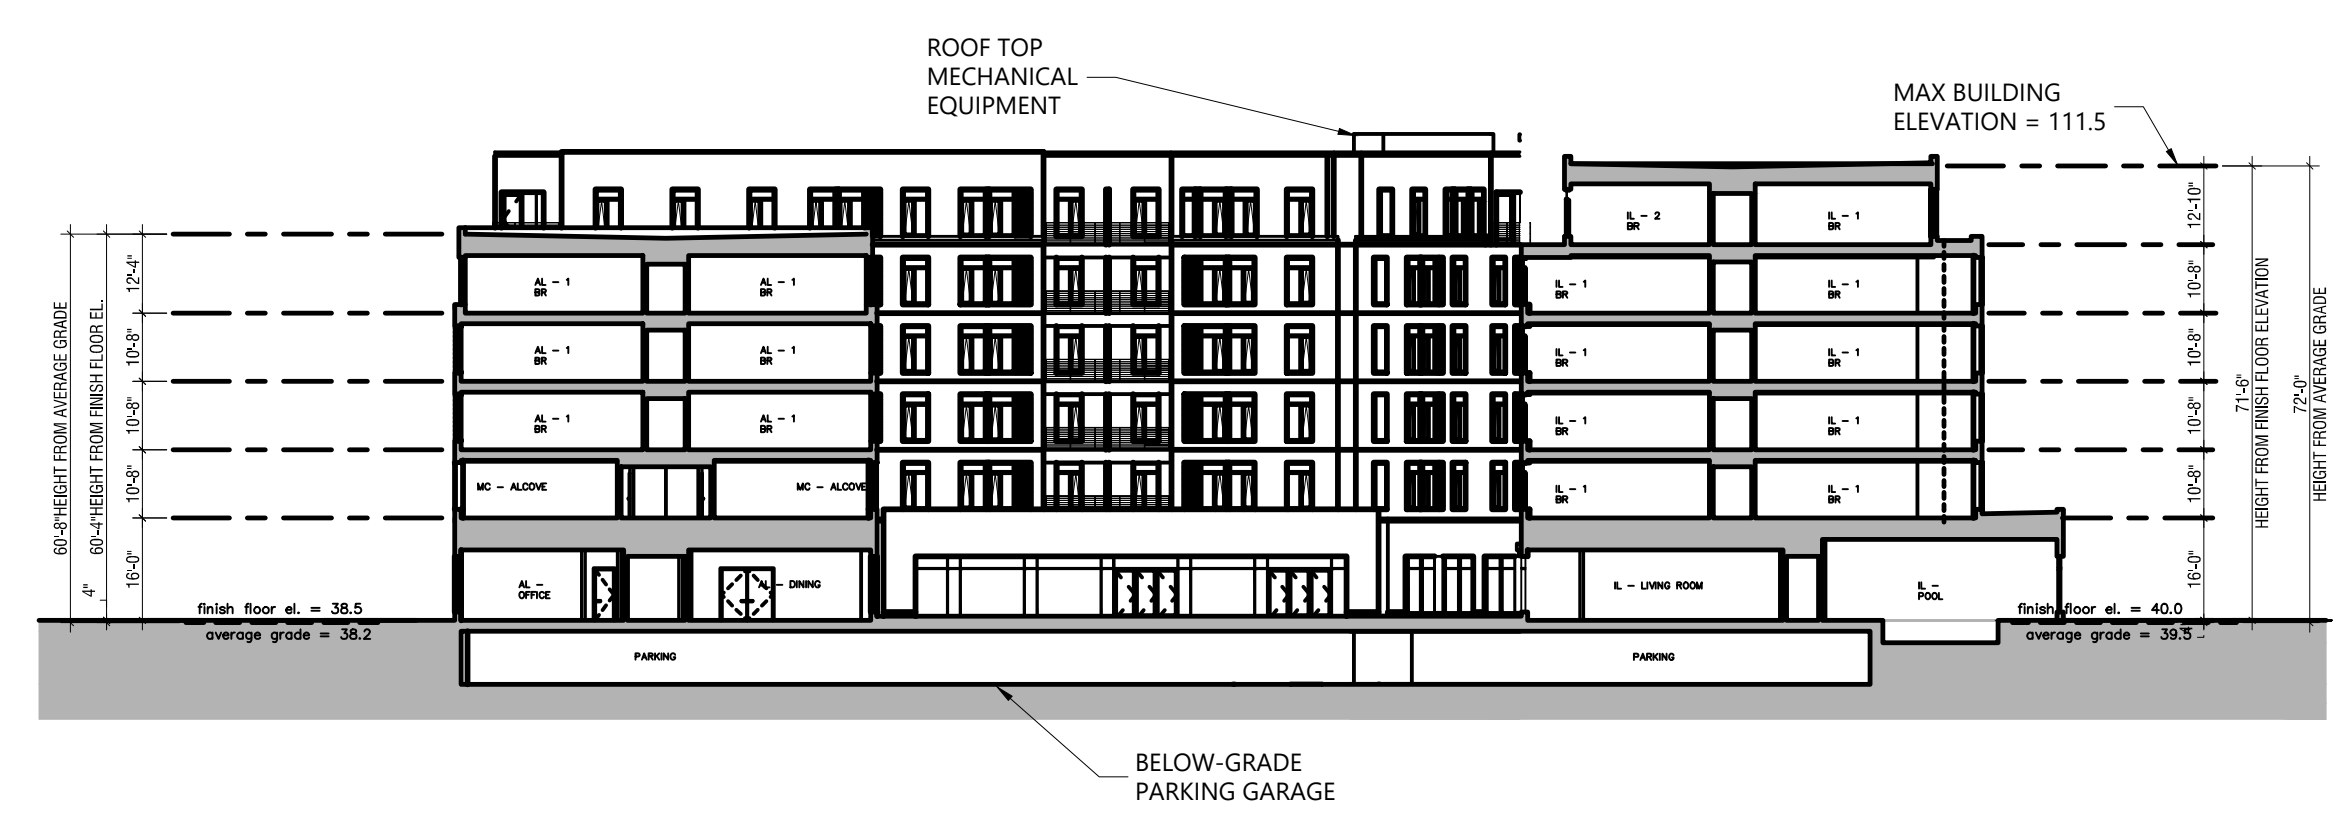 ROOF TOP
MECHANICAL
EQUIPMENT
MAX BUILDING
ELEVATION = 111.5
60'-8"HEIGHT FROM AVERAGE GRADE
60'-4"HEIGHT FROM FINISH FLOOR EL.
4"
12'-4"
10'-8"
10'-8"
10'-8"
16'-0"
finish floor el. = 38.5
average grade = 38.2
AL - 1
BR
AL - 1
BR
AL - 1
BR
AL - 1
BR
AL - 1
BR
AL - 1
BR
MC - ALCOVE
MC - ALCOVE
AL -
OFFICE
AL - DINING
IL - 2
BR
IL - 1
BR
IL - 1
BR
IL - 1
BR
IL - 1
BR
IL - 1
BR
IL - 1
BR
IL - 1
BR
IL - 1
BR
IL - 1
BR
IL - LIVING ROOM
IL -
POOL
12'-10"
10'-8"
10'-8"
10'-8"
10'-8"
16'-0"
71'-6"
HEIGHT FROM FINISH FLOOR ELEVATION
72'-0"
HEIGHT FROM AVERAGE GRADE
finish floor el. = 40.0
average grade = 39.5
PARKING
PARKING
BELOW-GRADE
PARKING GARAGE